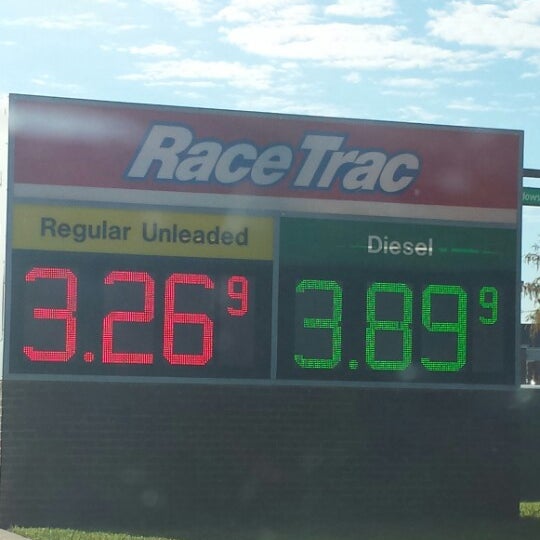 RaceTrac
Regular Unleaded
Diesel
3.26 9
3.89 9